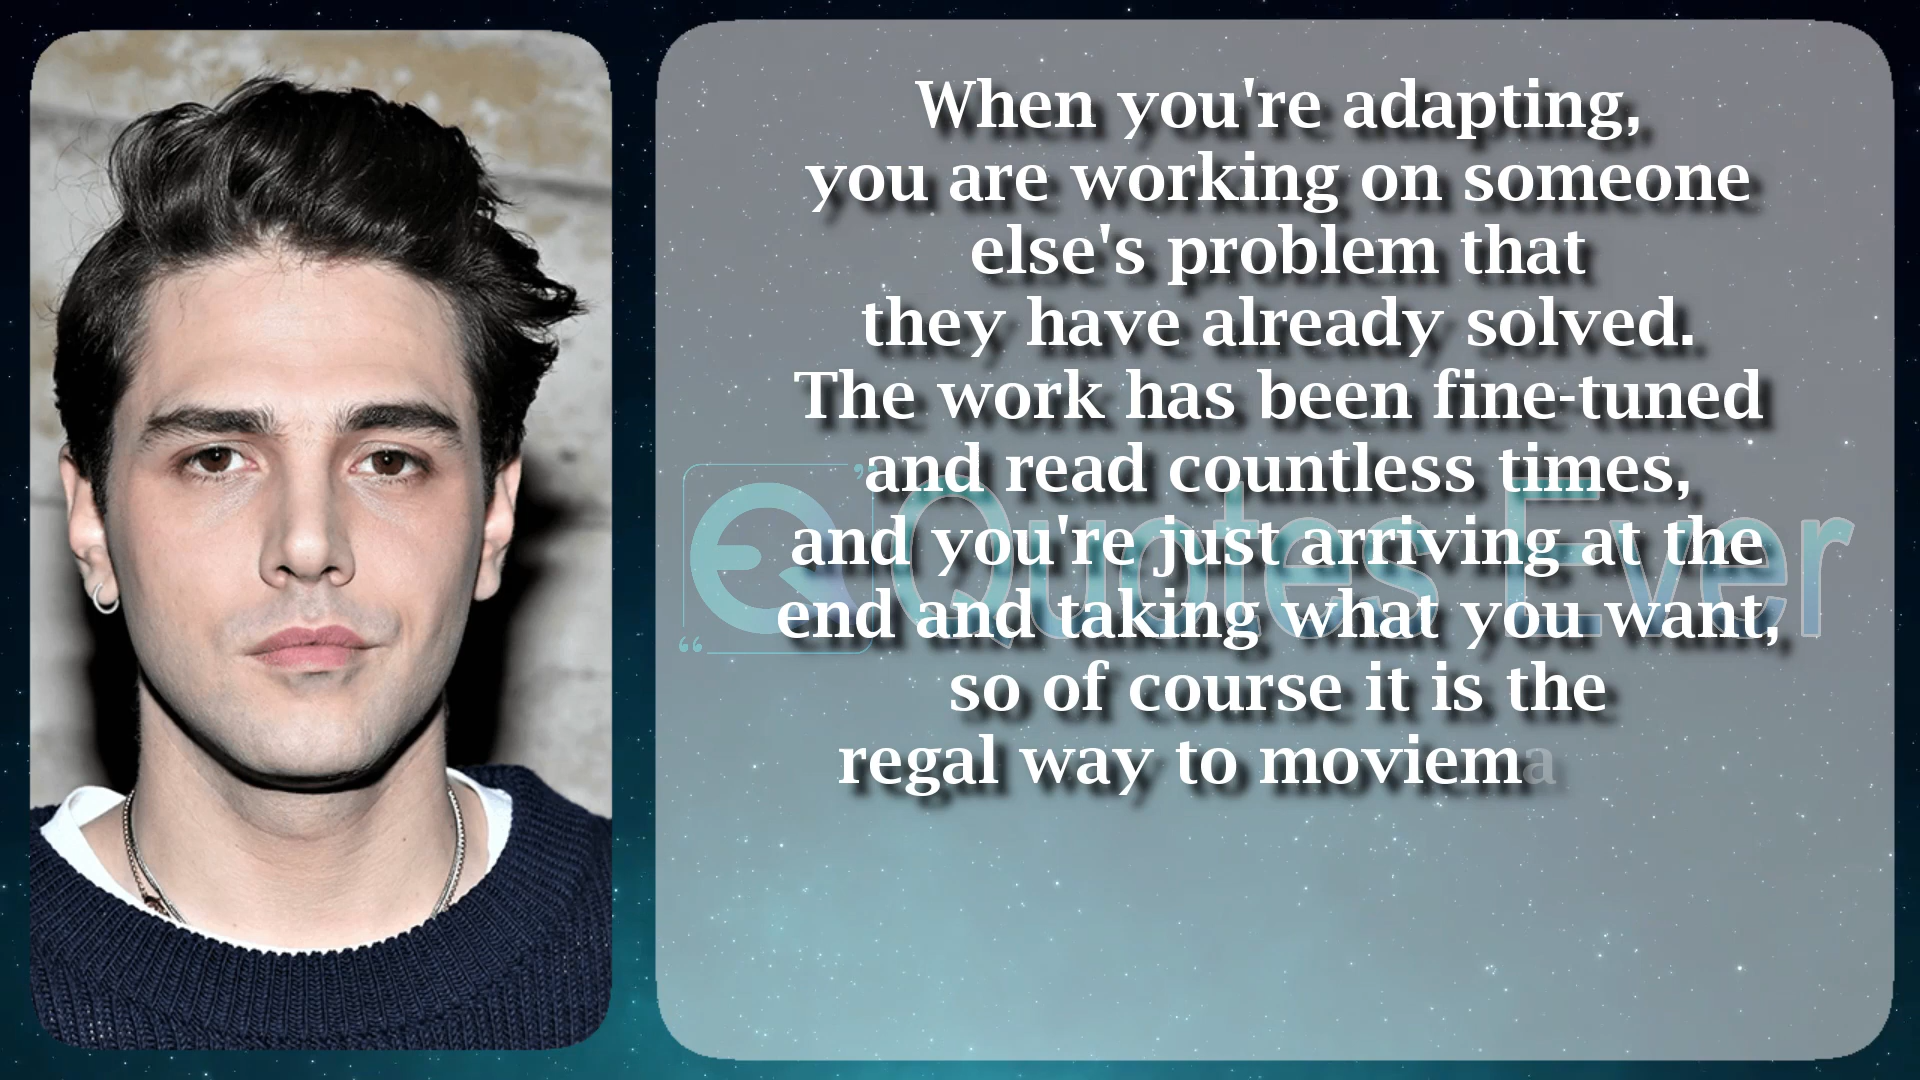 When you're adapting,
you are working on someone
else's problem that
they have already solved.
The work has been fine-tuned
and read countless times,
and you're just arriving at the
end and taking what you want,
so of course it is the
regal way to moviema
Quotes Ever